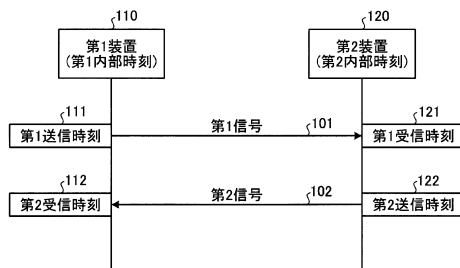 110
120
第1装置
(第1内部時刻)
第2装置
(第2内部時刻)
111
第1信号
101
121
第1送信時刻
第1受信時刻
112
第2信号
102
122
第2受信時刻
第2送信時刻